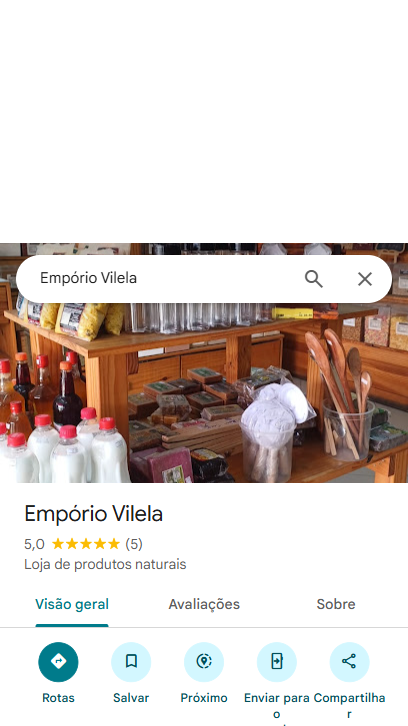 Empório Vilela
Empório Vilela
5,0 (5)
Loja de produtos naturais
Visão geral Avaliações Sobre
Rotas Salvar Próximo Enviar para o Compartilhar